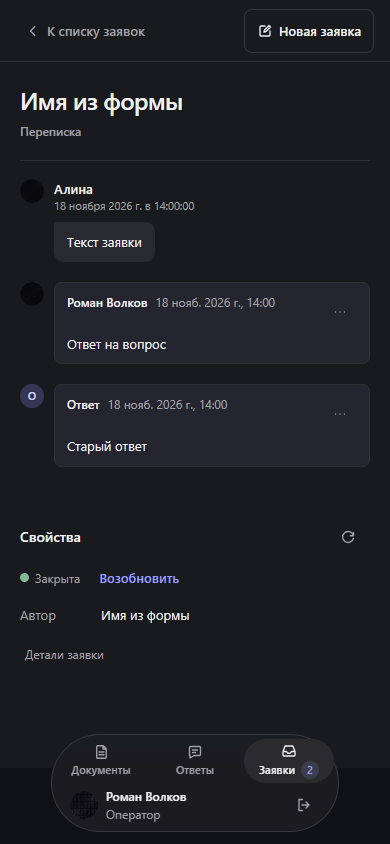 К списку заявок
Новая заявка
Имя из формы
Переписка
Алина
18 ноября 2026 г. в 14:00:00
Текст заявки
Роман Волков 18 нояб. 2026 г., 14:00
...
Ответ на вопрос
О
Ответ 18 нояб. 2026 г., 14:00
...
Старый ответ
Свойства
Закрыта Возобновить
Автор Имя из формы
Детали заявки
Документы Ответы Заявки 2
Роман Волков
Оператор